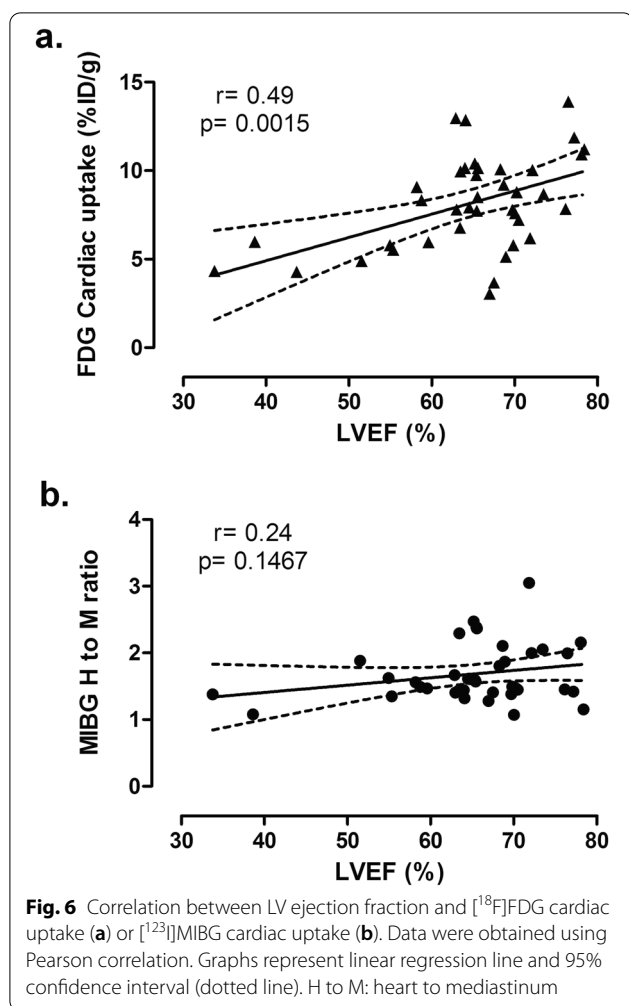 a.
r= 0.49
p= 0.0015
FDG Cardiac uptake (%ID/g)
15
10
5
0
30 40 50 60 70 80
LVEF (%)
b.
r= 0.24
p= 0.1467
MIBG H to M ratio
4
3
2
1
0
30 40 50 60 70 80
LVEF (%)
Fig. 6 Correlation between LV ejection fraction and [¹⁸F]FDG cardiac
uptake (a) or [¹²³I]MIBG cardiac uptake (b). Data were obtained using
Pearson correlation. Graphs represent linear regression line and 95%
confidence interval (dotted line). H to M: heart to mediastinum